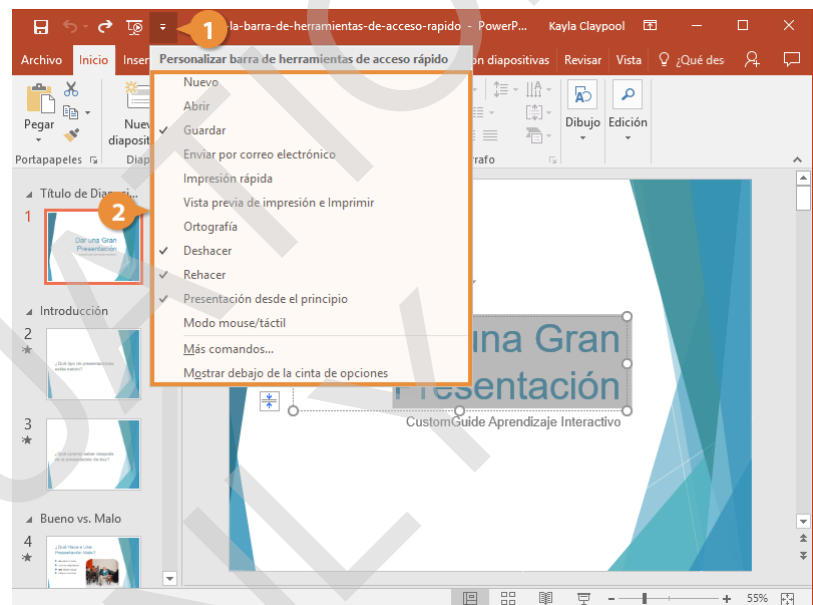 1
la-barra-de-herramientas-de-acceso-rapido - PowerP... Kayla Claypool
Archivo Inicio Inser Personalizar barra de herramientas de acceso rápido on diapositivas Revisar Vista ¿Qué des
Nuevo
Abrir
Guardar
Enviar por correo electrónico
Impresión rápida
Vista previa de impresión e Imprimir
Ortografía
Deshacer
Rehacer
Presentación desde el principio
Modo mouse/táctil
Más comandos...
Mostrar debajo de la cinta de opciones
Pegar
Nuev
diaposit
Dibujo Edición
Portapapeles Diap rafo
2
Título de Diaposi...
1
Dar una Gran
Presentación
Introducción
2
3
Bueno vs. Malo
4
una Gran
Presentación
CustomGuide Aprendizaje Interactivo
55%